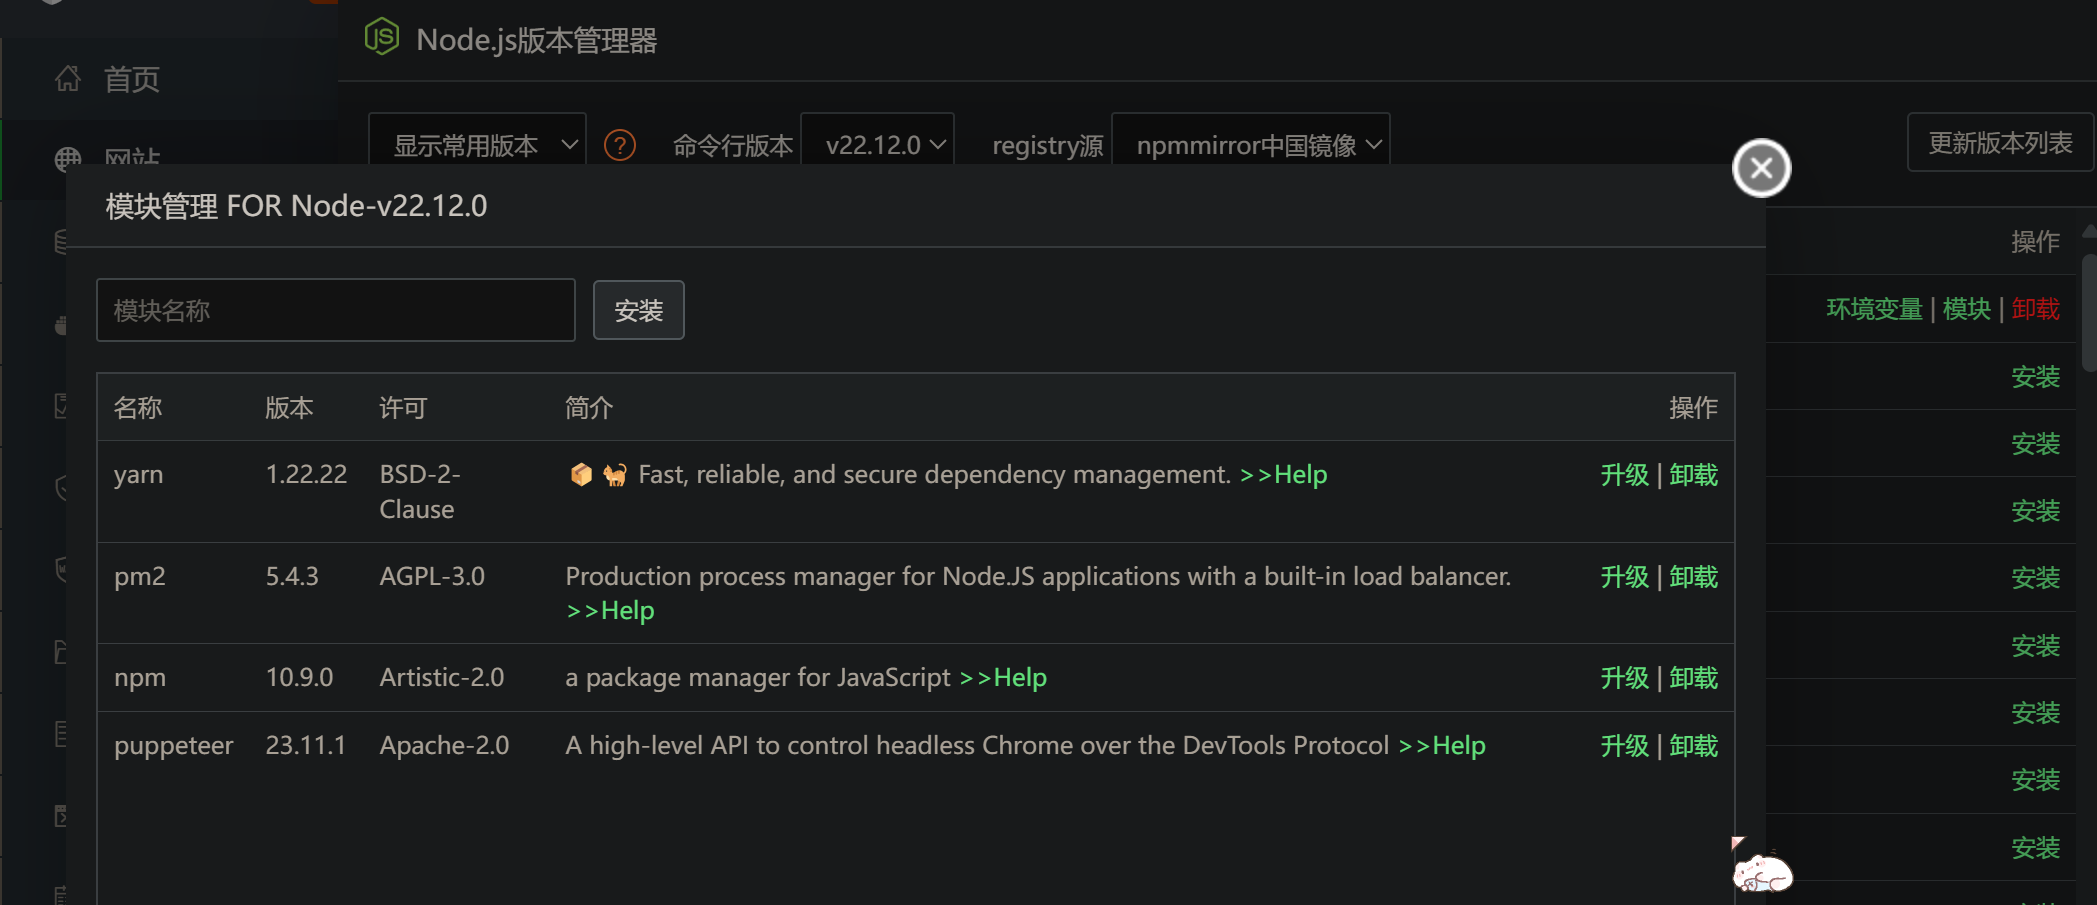 Node.js版本管理器
首页
显示常用版本 ? 命令行版本 v22.12.0 registry源 npmmirror中国镜像 更新版本列表
网站
模块管理 FOR Node-v22.12.0
操作
模块名称 安装
环境变量 | 模块 | 卸载
安装
安装
安装
安装
安装
安装
安装
安装
名称 版本 许可 简介 操作
yarn 1.22.22 BSD-2-Clause 📦🐈 Fast, reliable, and secure dependency management. >>Help 升级 | 卸载
pm2 5.4.3 AGPL-3.0 Production process manager for Node.JS applications with a built-in load balancer.
>>Help 升级 | 卸载
npm 10.9.0 Artistic-2.0 a package manager for JavaScript >>Help 升级 | 卸载
puppeteer 23.11.1 Apache-2.0 A high-level API to control headless Chrome over the DevTools Protocol >>Help 升级 | 卸载